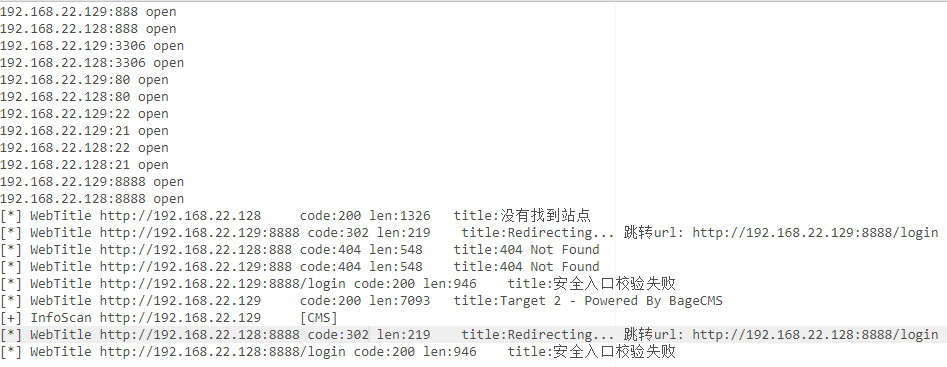 192.168.22.129:888 open
192.168.22.128:888 open
192.168.22.129:3306 open
192.168.22.128:3306 open
192.168.22.129:80 open
192.168.22.128:80 open
192.168.22.129:22 open
192.168.22.129:21 open
192.168.22.128:22 open
192.168.22.128:21 open
192.168.22.129:8888 open
192.168.22.128:8888 open
[*] WebTitle http://192.168.22.128     code:200 len:1326   title:没有找到站点
[*] WebTitle http://192.168.22.129:8888 code:302 len:219    title:Redirecting... 跳转url: http://192.168.22.129:8888/login
[*] WebTitle http://192.168.22.128:888 code:404 len:548    title:404 Not Found
[*] WebTitle http://192.168.22.129:888 code:404 len:548    title:404 Not Found
[*] WebTitle http://192.168.22.129:8888/login code:200 len:946    title:安全入口校验失败
[*] WebTitle http://192.168.22.129     code:200 len:7093   title:Target 2 - Powered By BageCMS
[+] InfoScan http://192.168.22.129     [CMS]
[*] WebTitle http://192.168.22.128:8888 code:302 len:219    title:Redirecting... 跳转url: http://192.168.22.128:8888/login
[*] WebTitle http://192.168.22.128:8888/login code:200 len:946    title:安全入口校验失败